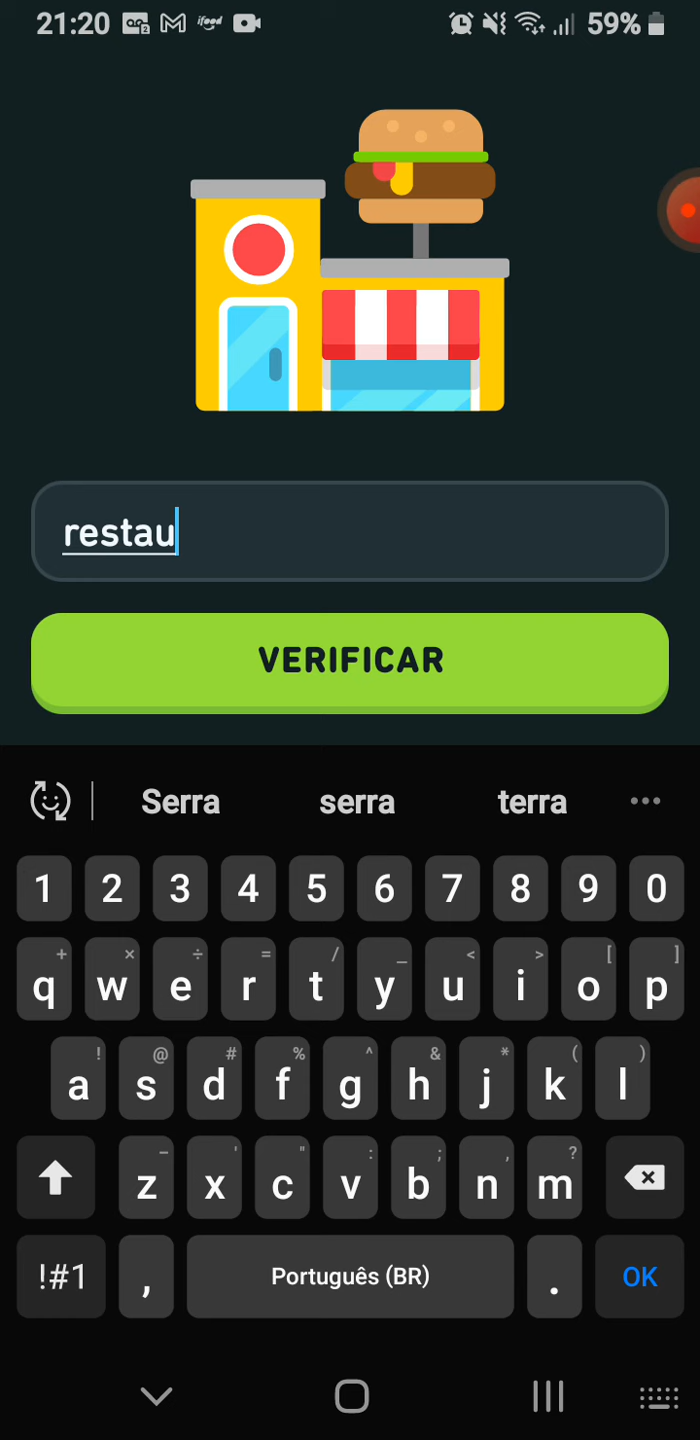 21:20 ifood 59%
restau
VERIFICAR
Serra serra terra
1 2 3 4 5 6 7 8 9 0
+ × ÷ = / _ < > [ ]
q w e r t y u i o p
! @ # % ^ & * ( )
a s d f g h j k l
- ' " : ; , ?
z x c v b n m
!#1 , Português (BR) . OK